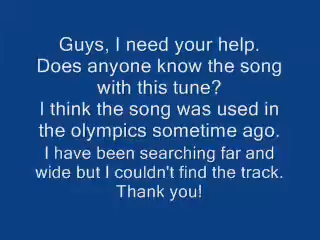 Guys, I need your help.
Does anyone know the song
with this tune?
I think the song was used in
the olympics sometime ago.
I have been searching far and
wide but I couldn't find the track.
Thank you!